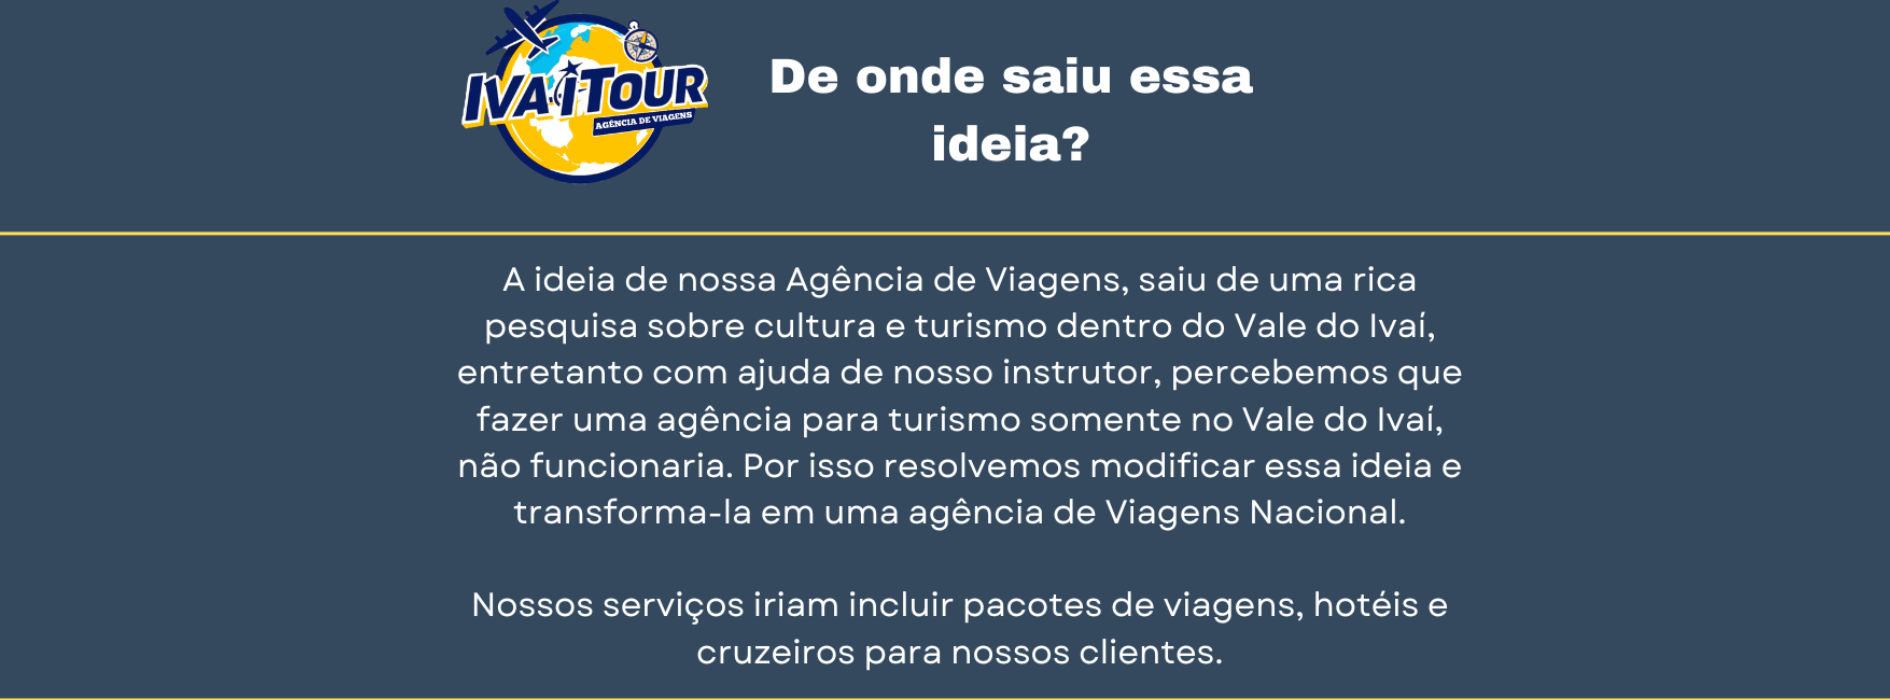 IVAÍTOUR
AGÊNCIA DE VIAGENS
De onde saiu essa
ideia?
A ideia de nossa Agência de Viagens, saiu de uma rica
pesquisa sobre cultura e turismo dentro do Vale do Ivaí,
entretanto com ajuda de nosso instrutor, percebemos que
fazer uma agência para turismo somente no Vale do Ivaí,
não funcionaria. Por isso resolvemos modificar essa ideia e
transforma-la em uma agência de Viagens Nacional.
Nossos serviços iriam incluir pacotes de viagens, hotéis e
cruzeiros para nossos clientes.